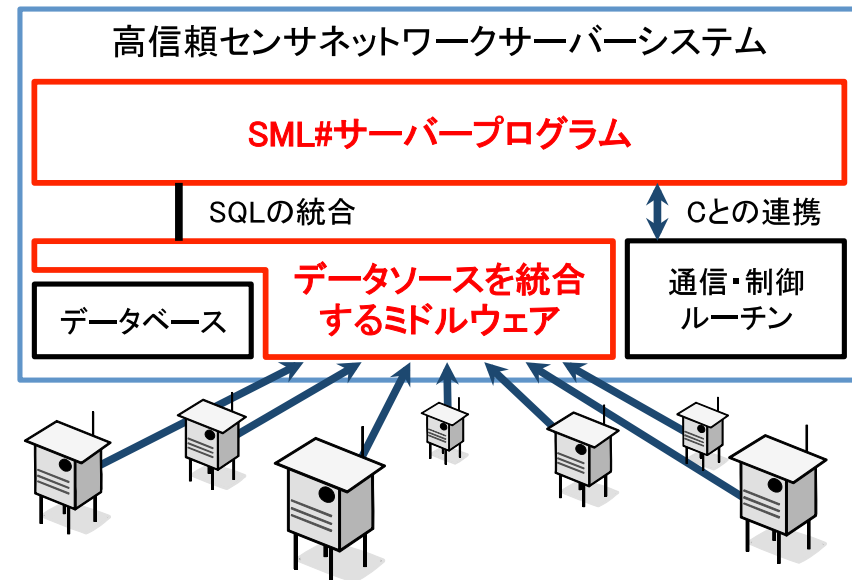 高信頼センサネットワークサーバーシステム
SML#サーバープログラム
SQLの統合
Cとの連携
データソースを統合
するミドルウェア
データベース
通信・制御
ルーチン